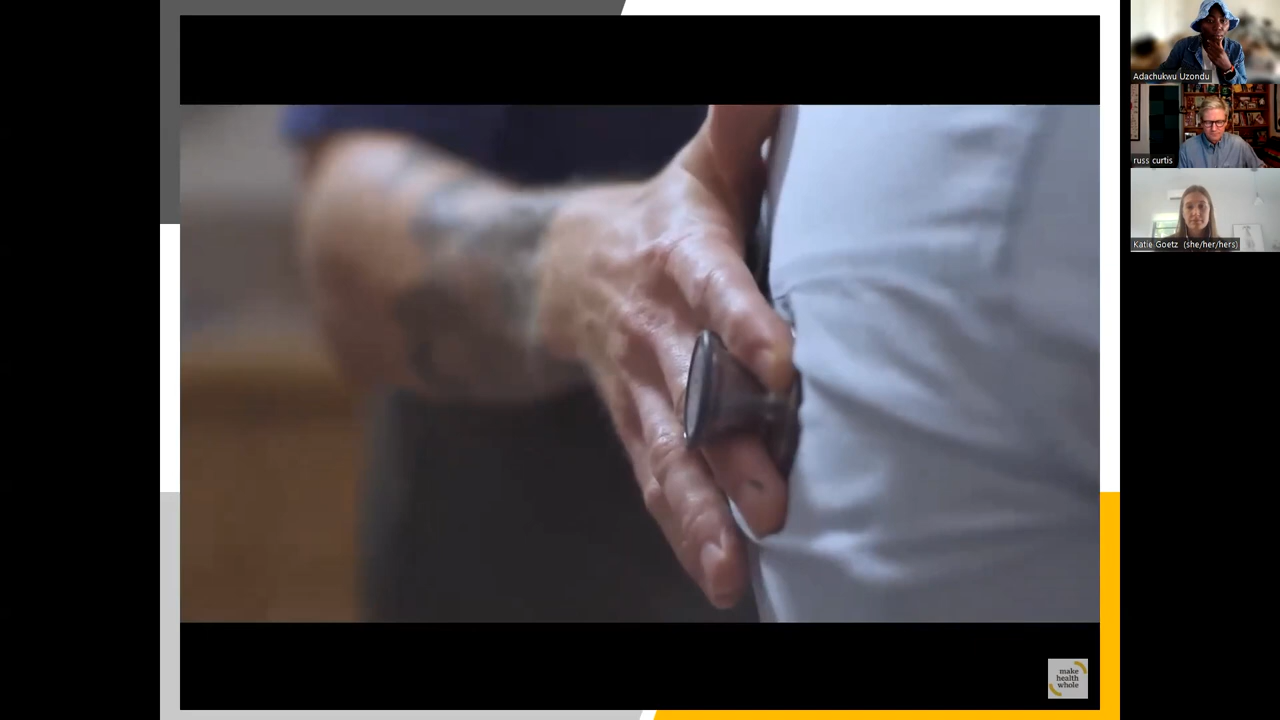 Adachukwu Uzondu
russ curtis
Katie Goetz (she/her/hers)
make
health
whole